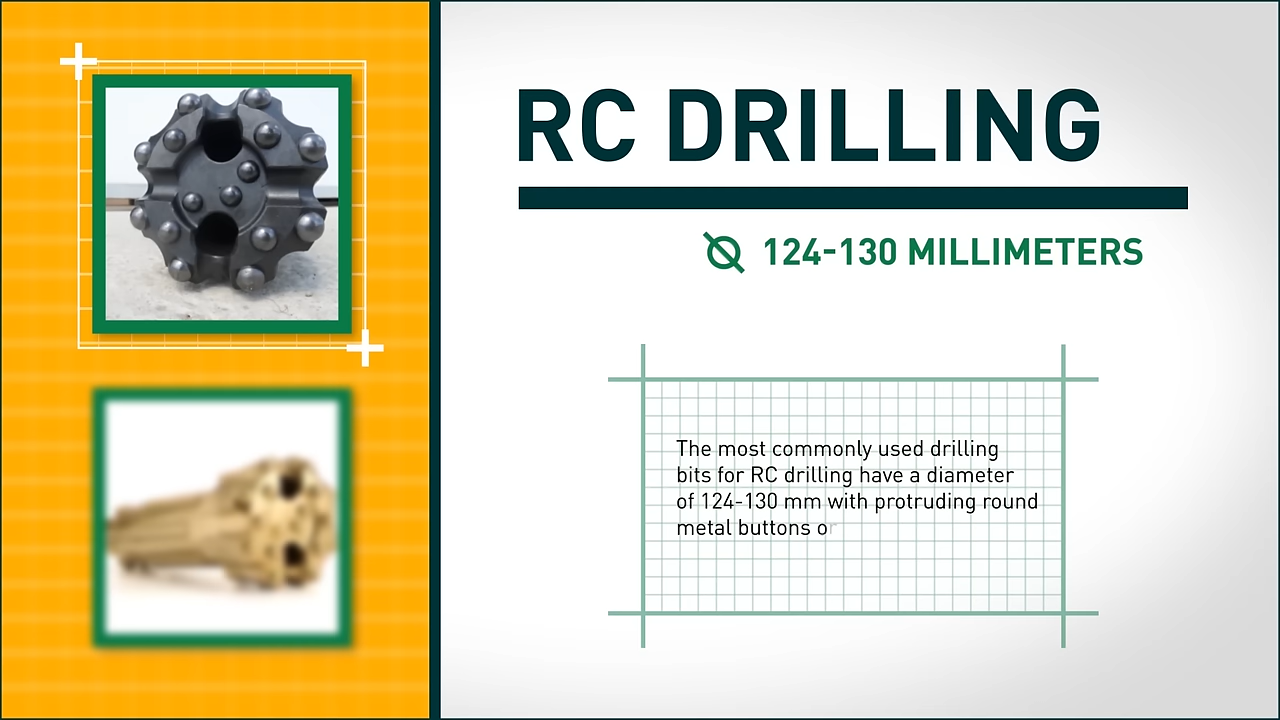 RC DRILLING
124-130 MILLIMETERS
The most commonly used drilling
bits for RC drilling have a diameter
of 124-130 mm with protruding round
metal buttons or